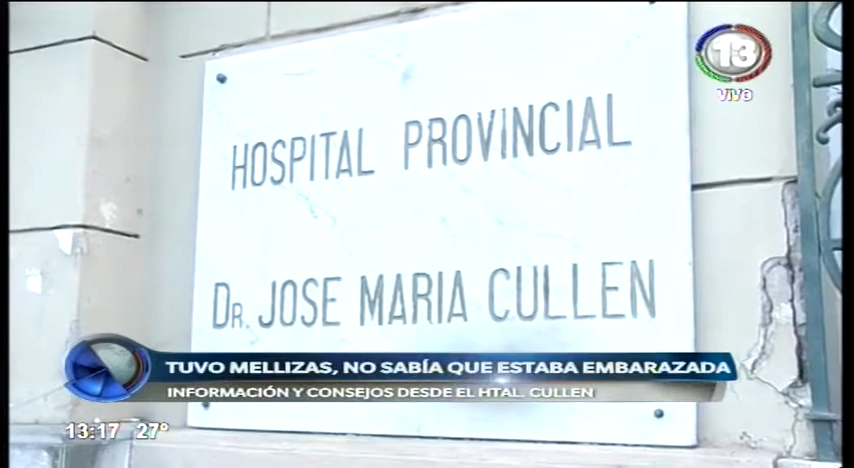 13
VIVO
HOSPITAL PROVINCIAL
DR. JOSE MARIA CULLEN
TUVO MELLIZAS, NO SABÍA QUE ESTABA EMBARAZADA
INFORMACIÓN Y CONSEJOS DESDE EL HTAL. CULLEN
13:17 27°